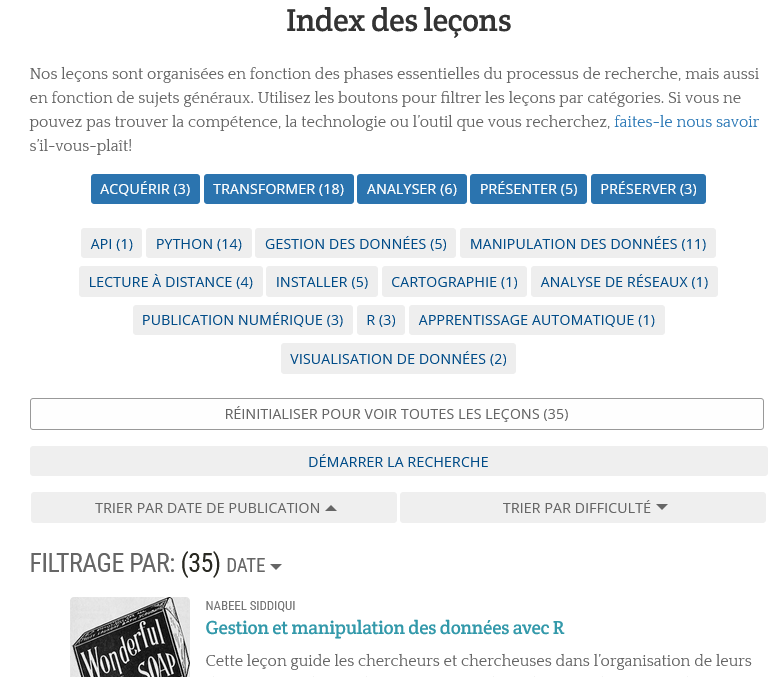 Index des leçons
Nos leçons sont organisées en fonction des phases essentielles du processus de recherche, mais aussi
en fonction de sujets généraux. Utilisez les boutons pour filtrer les leçons par catégories. Si vous ne
pouvez pas trouver la compétence, la technologie ou l’outil que vous recherchez, faites-le nous savoir
s’il-vous-plaît!
ACQUÉRIR (3) TRANSFORMER (18) ANALYSER (6) PRÉSENTER (5) PRÉSERVER (3)
API (1) PYTHON (14) GESTION DES DONNÉES (5) MANIPULATION DES DONNÉES (11)
LECTURE À DISTANCE (4) INSTALLER (5) CARTOGRAPHIE (1) ANALYSE DE RÉSEAUX (1)
PUBLICATION NUMÉRIQUE (3) R (3) APPRENTISSAGE AUTOMATIQUE (1)
VISUALISATION DE DONNÉES (2)
RÉINITIALISER POUR VOIR TOUTES LES LEÇONS (35)
DÉMARRER LA RECHERCHE
TRIER PAR DATE DE PUBLICATION TRIER PAR DIFFICULTÉ
FILTRAGE PAR: (35) DATE
NABEEL SIDDIQUI
Gestion et manipulation des données avec R
Cette leçon guide les chercheurs et chercheuses dans l’organisation de leurs
Wonderful
SOAP